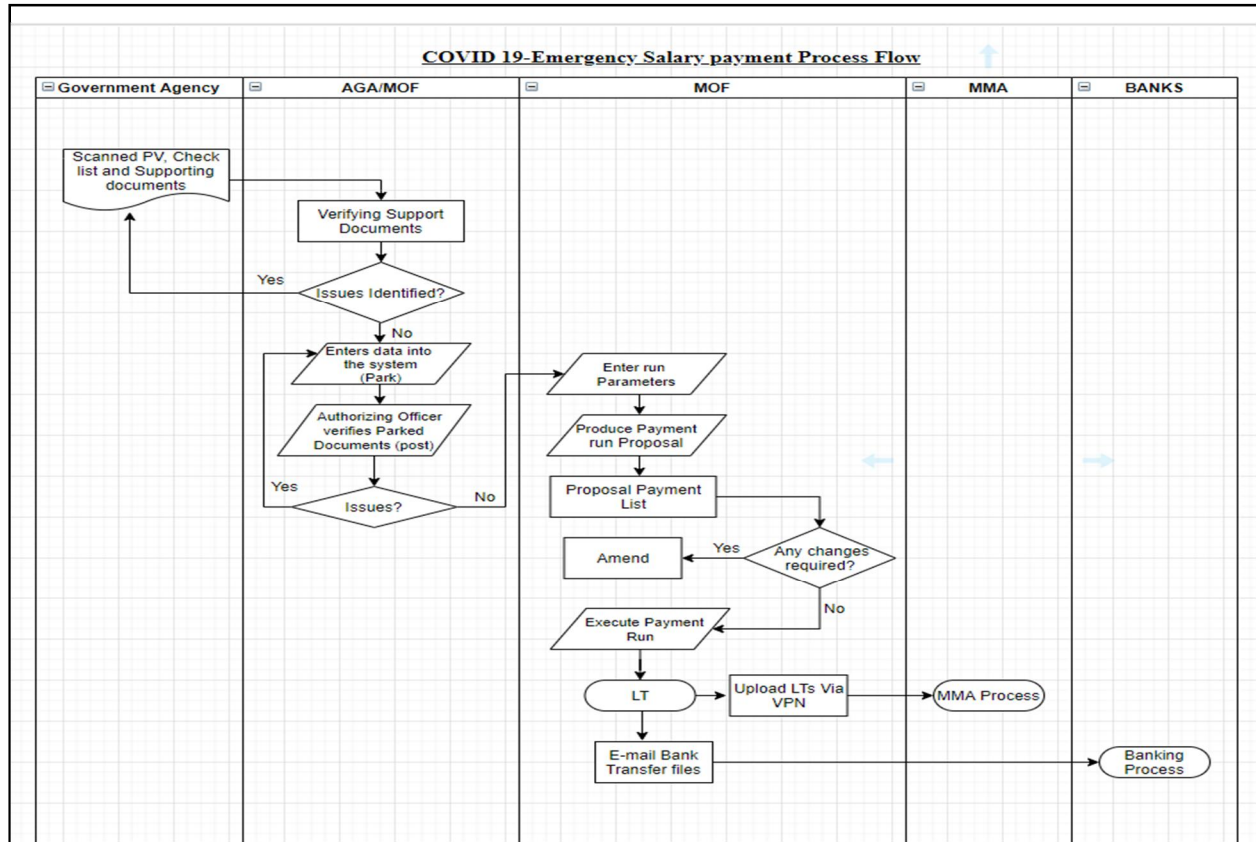 COVID 19-Emergency Salary payment Process Flow
Government Agency
AGA/MOF
MOF
MMA
BANKS
Scanned PV, Check
list and Supporting
documents
Verifying Support
Documents
Yes
Issues Identified?
No
Enters data into
the system
(Park)
Authorizing Officer
verifies Parked
Documents (post)
Yes
Issues?
No
Enter run
Parameters
Produce Payment
run Proposal
Proposal Payment
List
Amend
Yes
Any changes
required?
No
Execute Payment
Run
LT
Upload LTs Via
VPN
MMA Process
E-mail Bank
Transfer files
Banking
Process